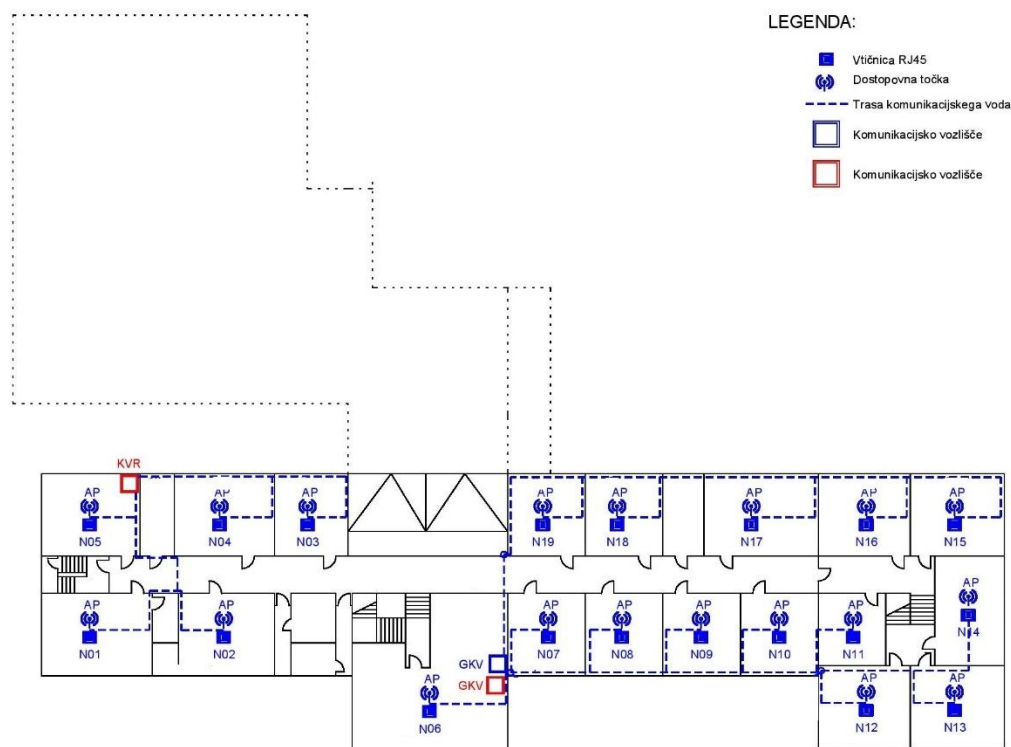 LEGENDA:
Vtičnica RJ45
Dostopovna točka
Trasa komunikacijskega voda
Komunikacijsko vozlišče
Komunikacijsko vozlišče
KVR
AP
AP
AP
AP
AP
AP
AP
AP
N05
N04
N03
N19
N18
N17
N16
N15
AP
AP
AP
AP
AP
AP
AP
AP
N01
N02
N07
N08
N09
N10
N11
N14
GKV
GKV
AP
AP
AP
N06
N12
N13